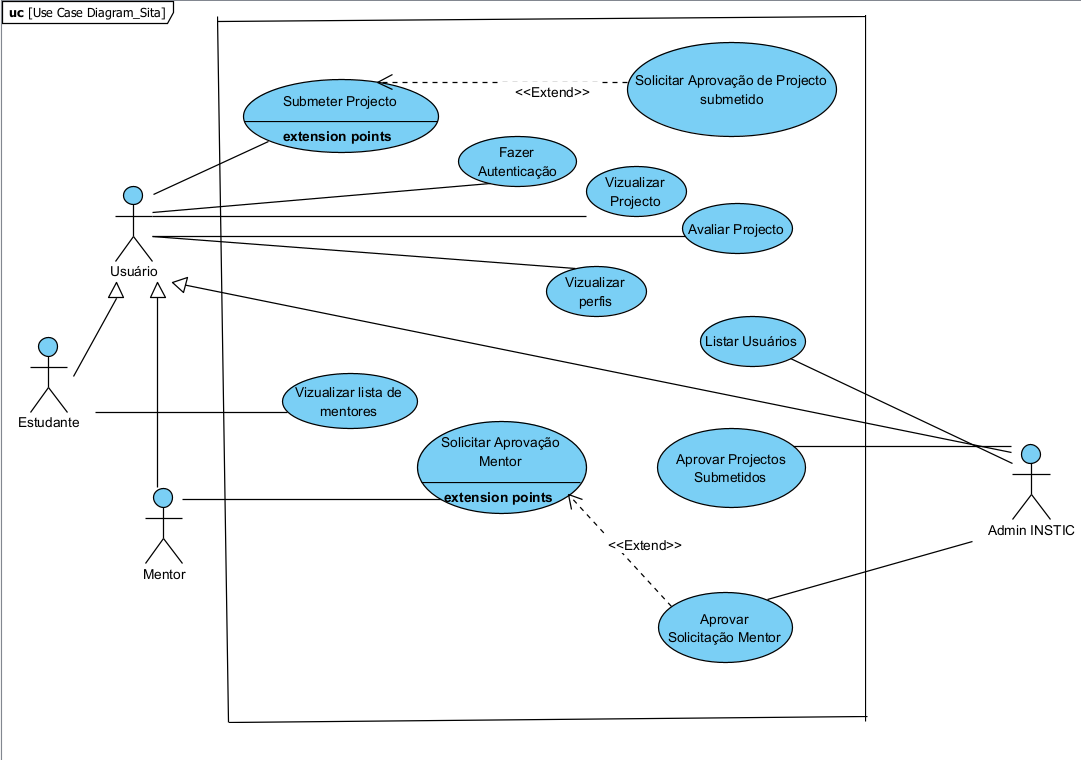 uc [Use Case Diagram_Sita]
Solicitar Aprovação de Projecto
submetido
<<Extend>>
Submeter Projecto
extension points
Fazer
Autenticação
Vizualizar
Projecto
Avaliar Projecto
Usuário
Vizualizar
perfis
Listar Usuários
Estudante
Vizualizar lista de
mentores
Solicitar Aprovação
Mentor
extension points
Aprovar Projectos
Submetidos
Admin INSTIC
<<Extend>>
Mentor
Aprovar
Solicitação Mentor